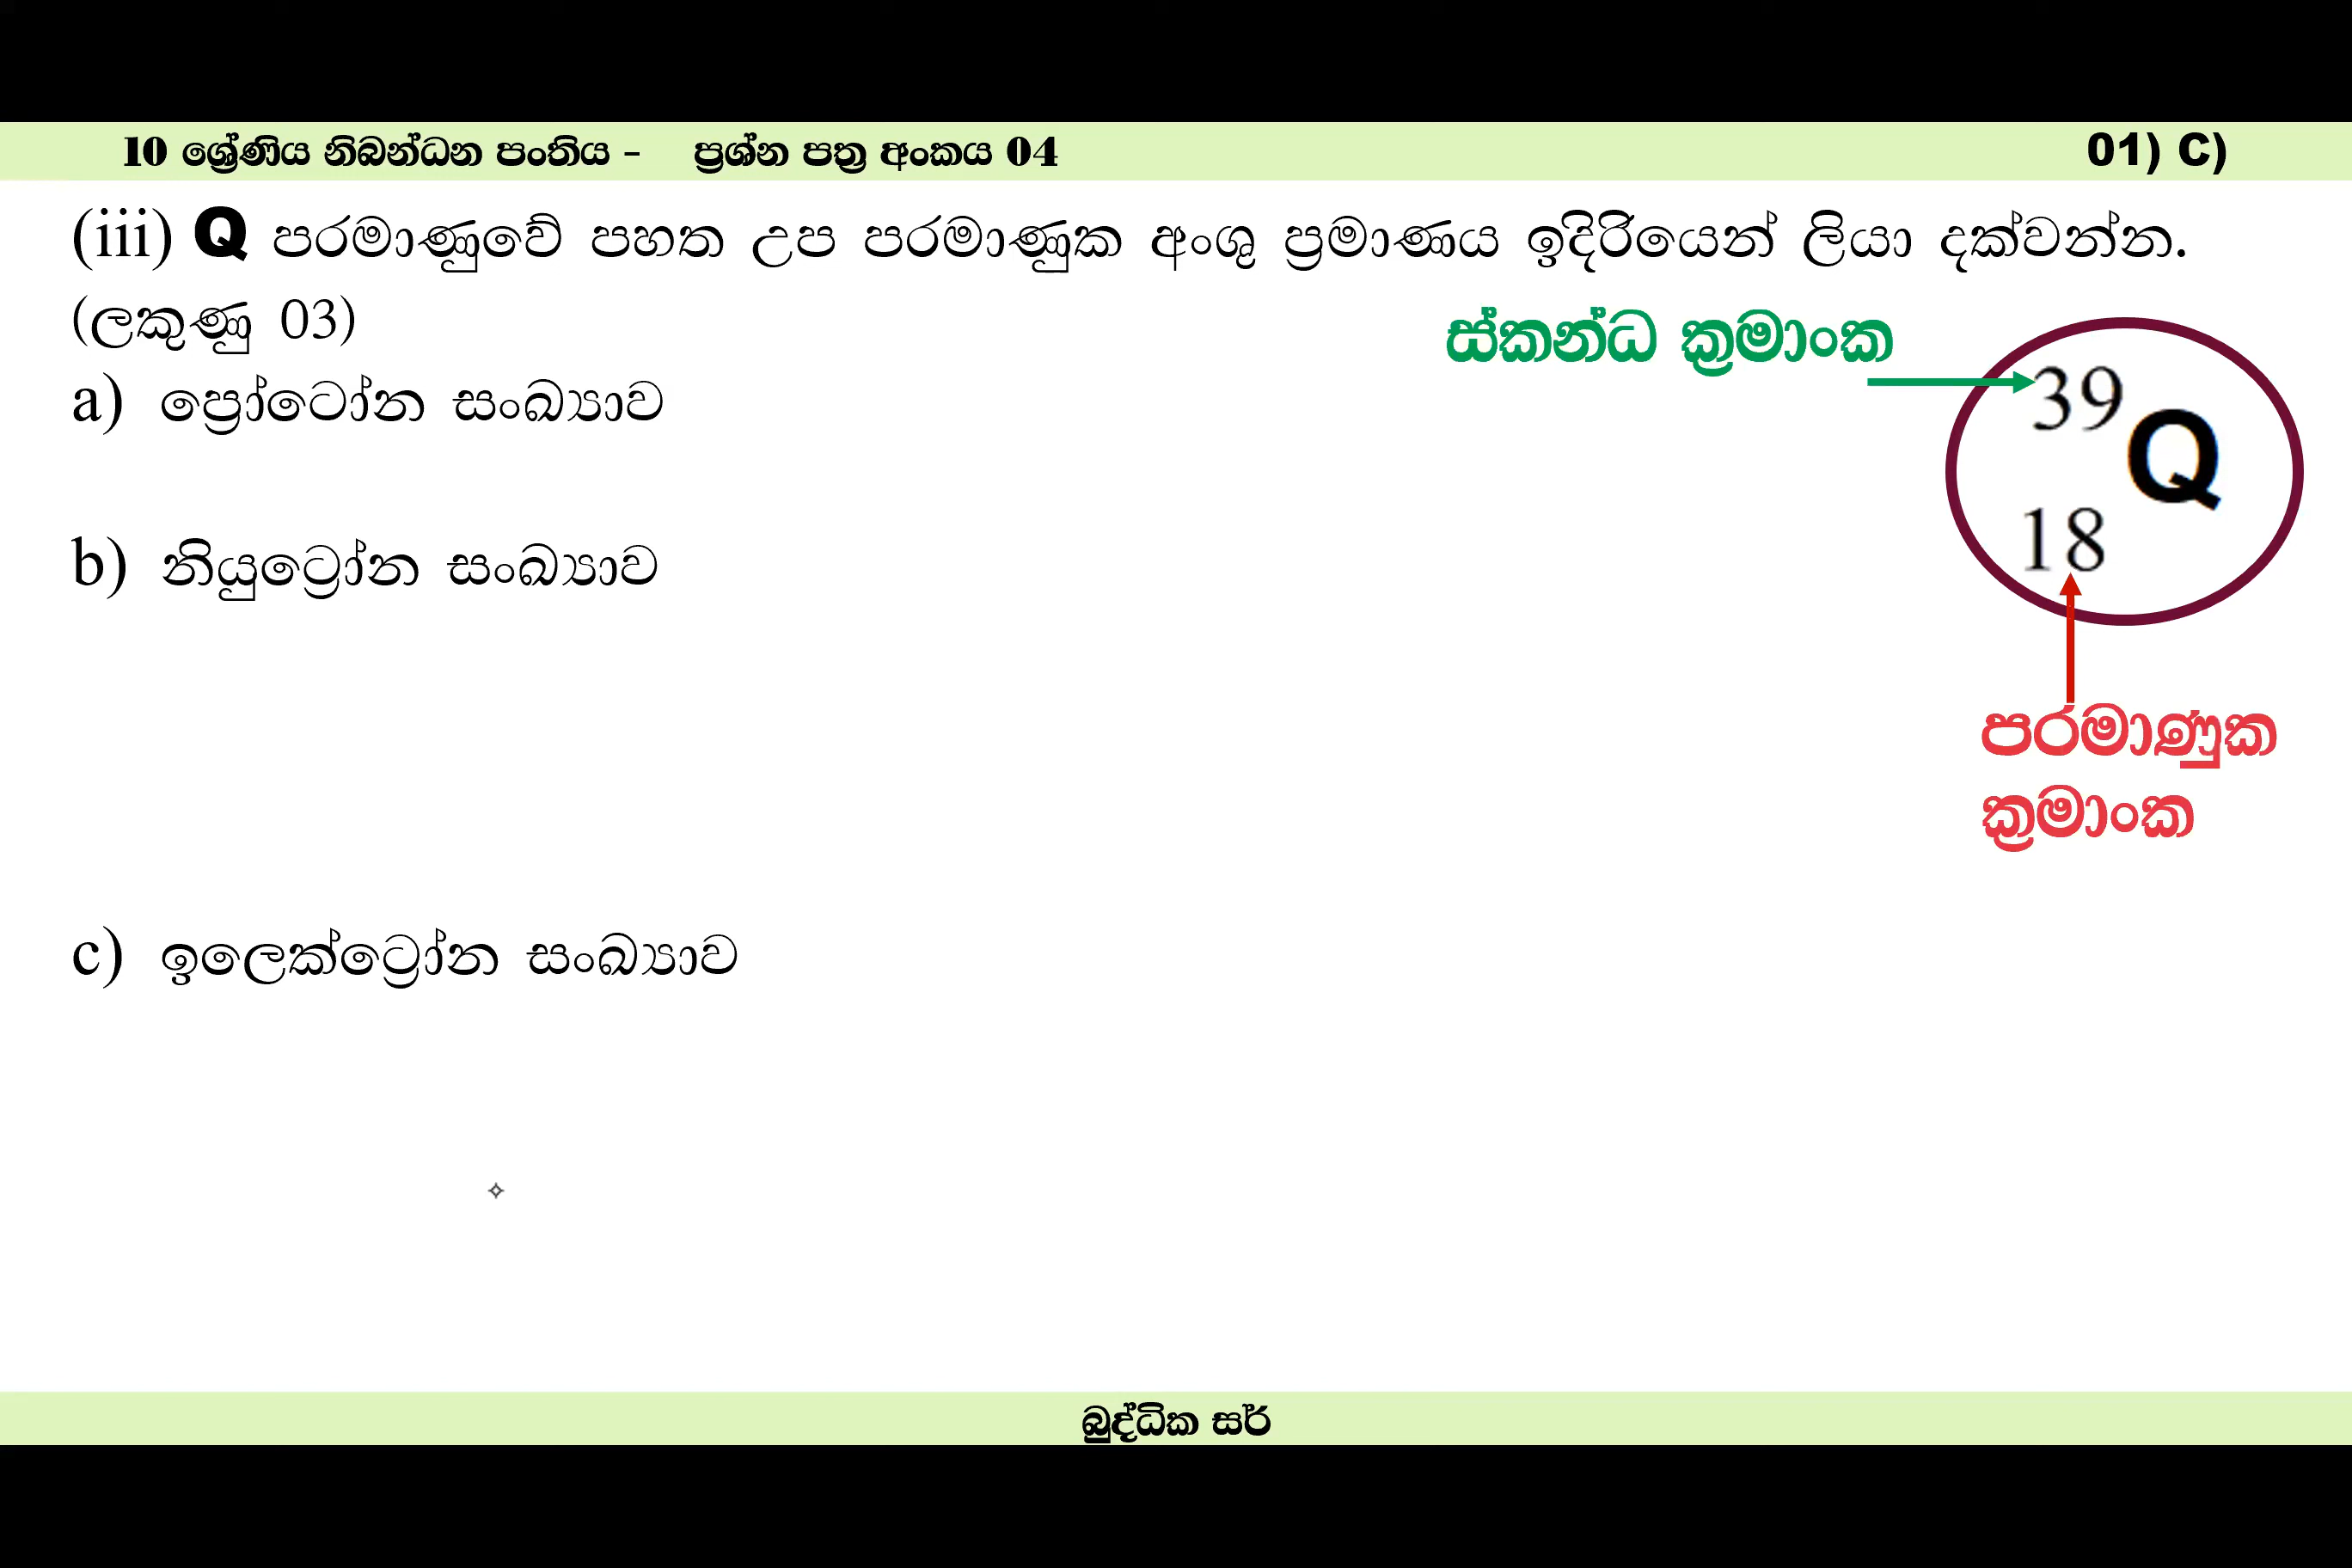 10 ශ්‍රේණිය නිබන්ධන පංතිය - ප්‍රශ්න පත්‍ර අංකය 04
01) C)
(iii) Q පරමාණුවේ පහත උප පරමාණුක අංශු ප්‍රමාණය ඉදිරියෙන් ලියා දක්වන්න.
(ලකුණු 03)
ස්කන්ධ ක්‍රමාංක
a) ප්‍රෝටෝන සංඛ්‍යාව
39
Q
18
b) නියුට්‍රෝන සංඛ්‍යාව
පරමාණුක
ක්‍රමාංක
c) ඉලෙක්ට්‍රෝන සංඛ්‍යාව
බුද්ධික සර්